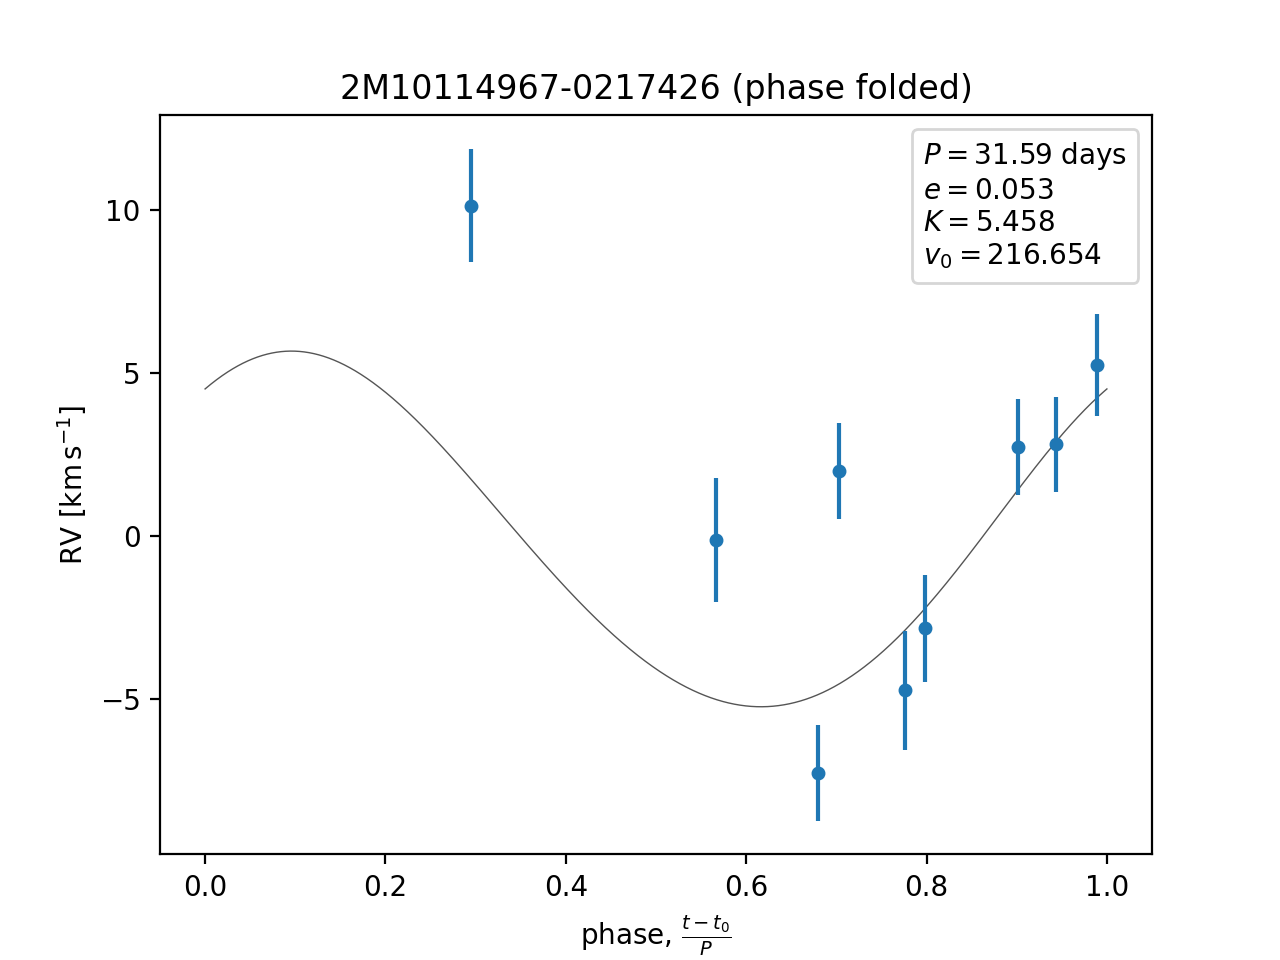 2M10114967-0217426 (phase folded)
P = 31.59 days
e = 0.053
K = 5.458
v₀ = 216.654
10
5
0
−5
RV [km s⁻¹]
0.0 0.2 0.4 0.6 0.8 1.0
phase, (t − t₀)/P